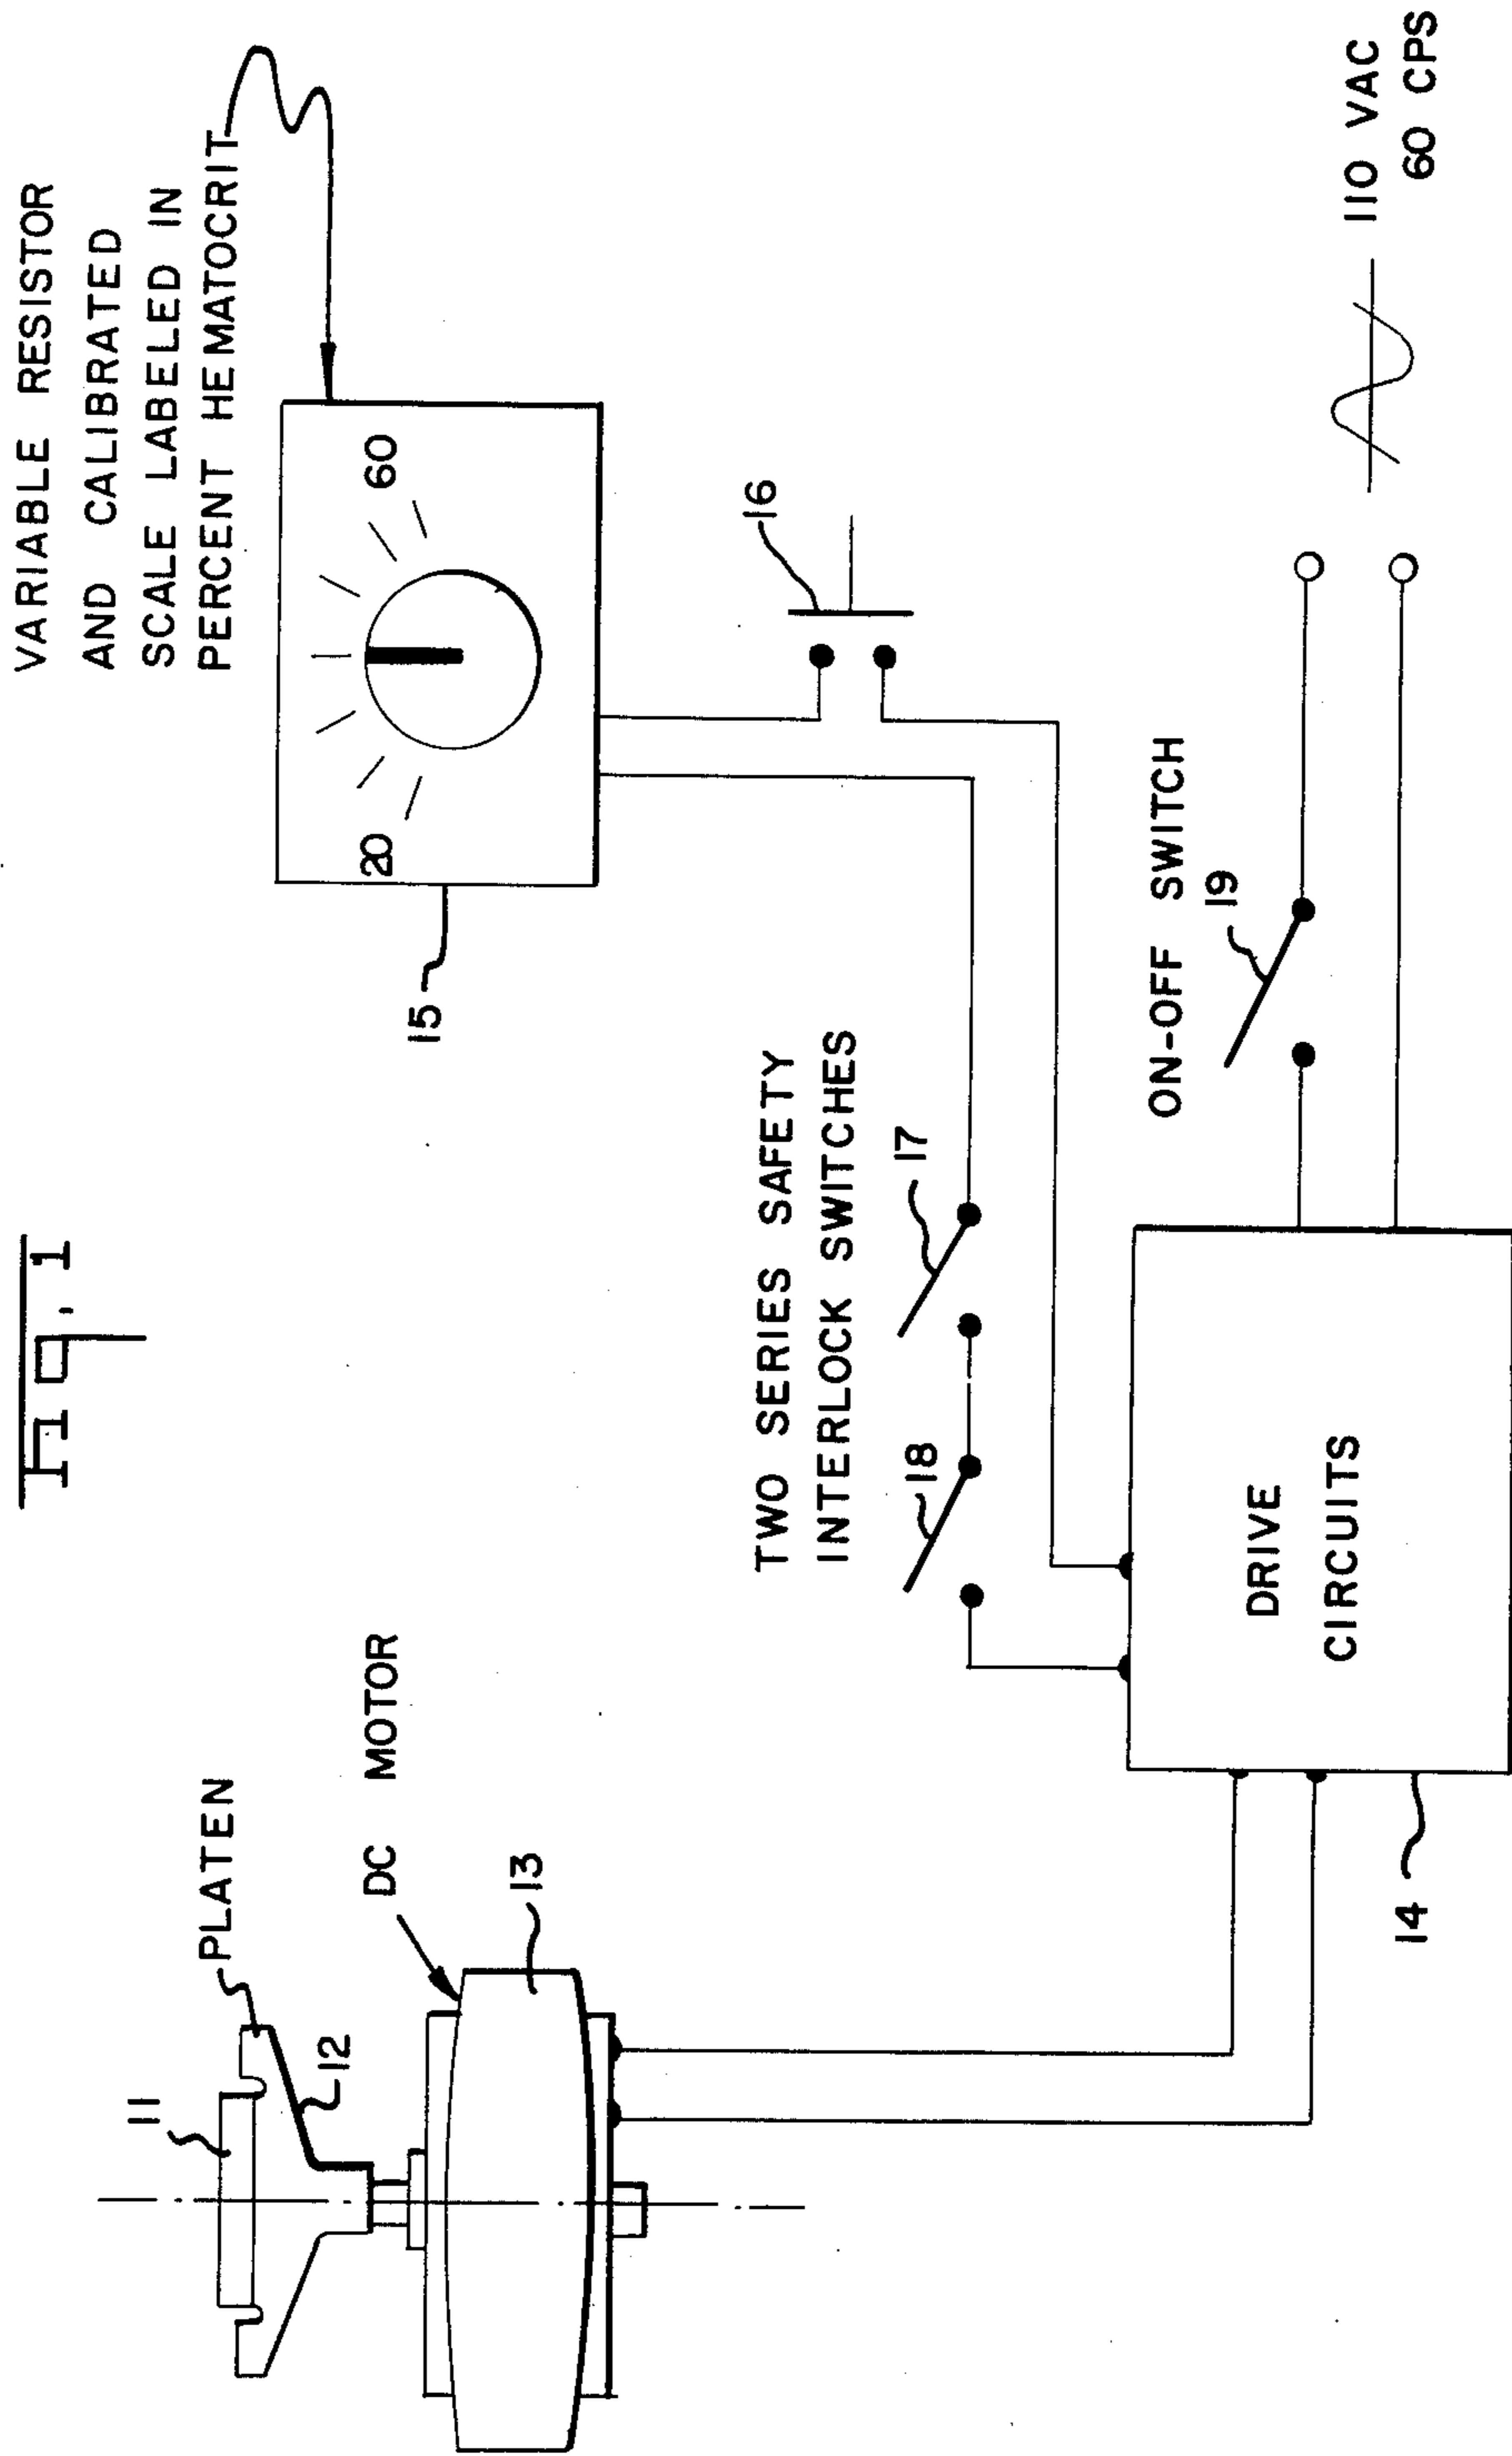 Fig. 1
VARIABLE RESISTOR
AND CALIBRATED
SCALE LABELED IN
PERCENT HEMATOCRIT
PLATEN
11
12
DC MOTOR
13
20
60
15
16
TWO SERIES SAFETY
INTERLOCK SWITCHES
18
17
ON-OFF SWITCH
19
DRIVE
CIRCUITS
14
110 VAC
60 CPS